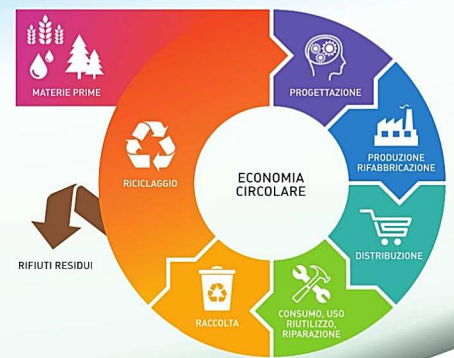 MATERIE PRIME
PROGETTAZIONE
PRODUZIONE
RIFABBRICAZIONE
DISTRIBUZIONE
CONSUMO, USO
RIUTILIZZO,
RIPARAZIONE
RACCOLTA
RICICLAGGIO
RIFIUTI RESIDUI
ECONOMIA
CIRCOLARE